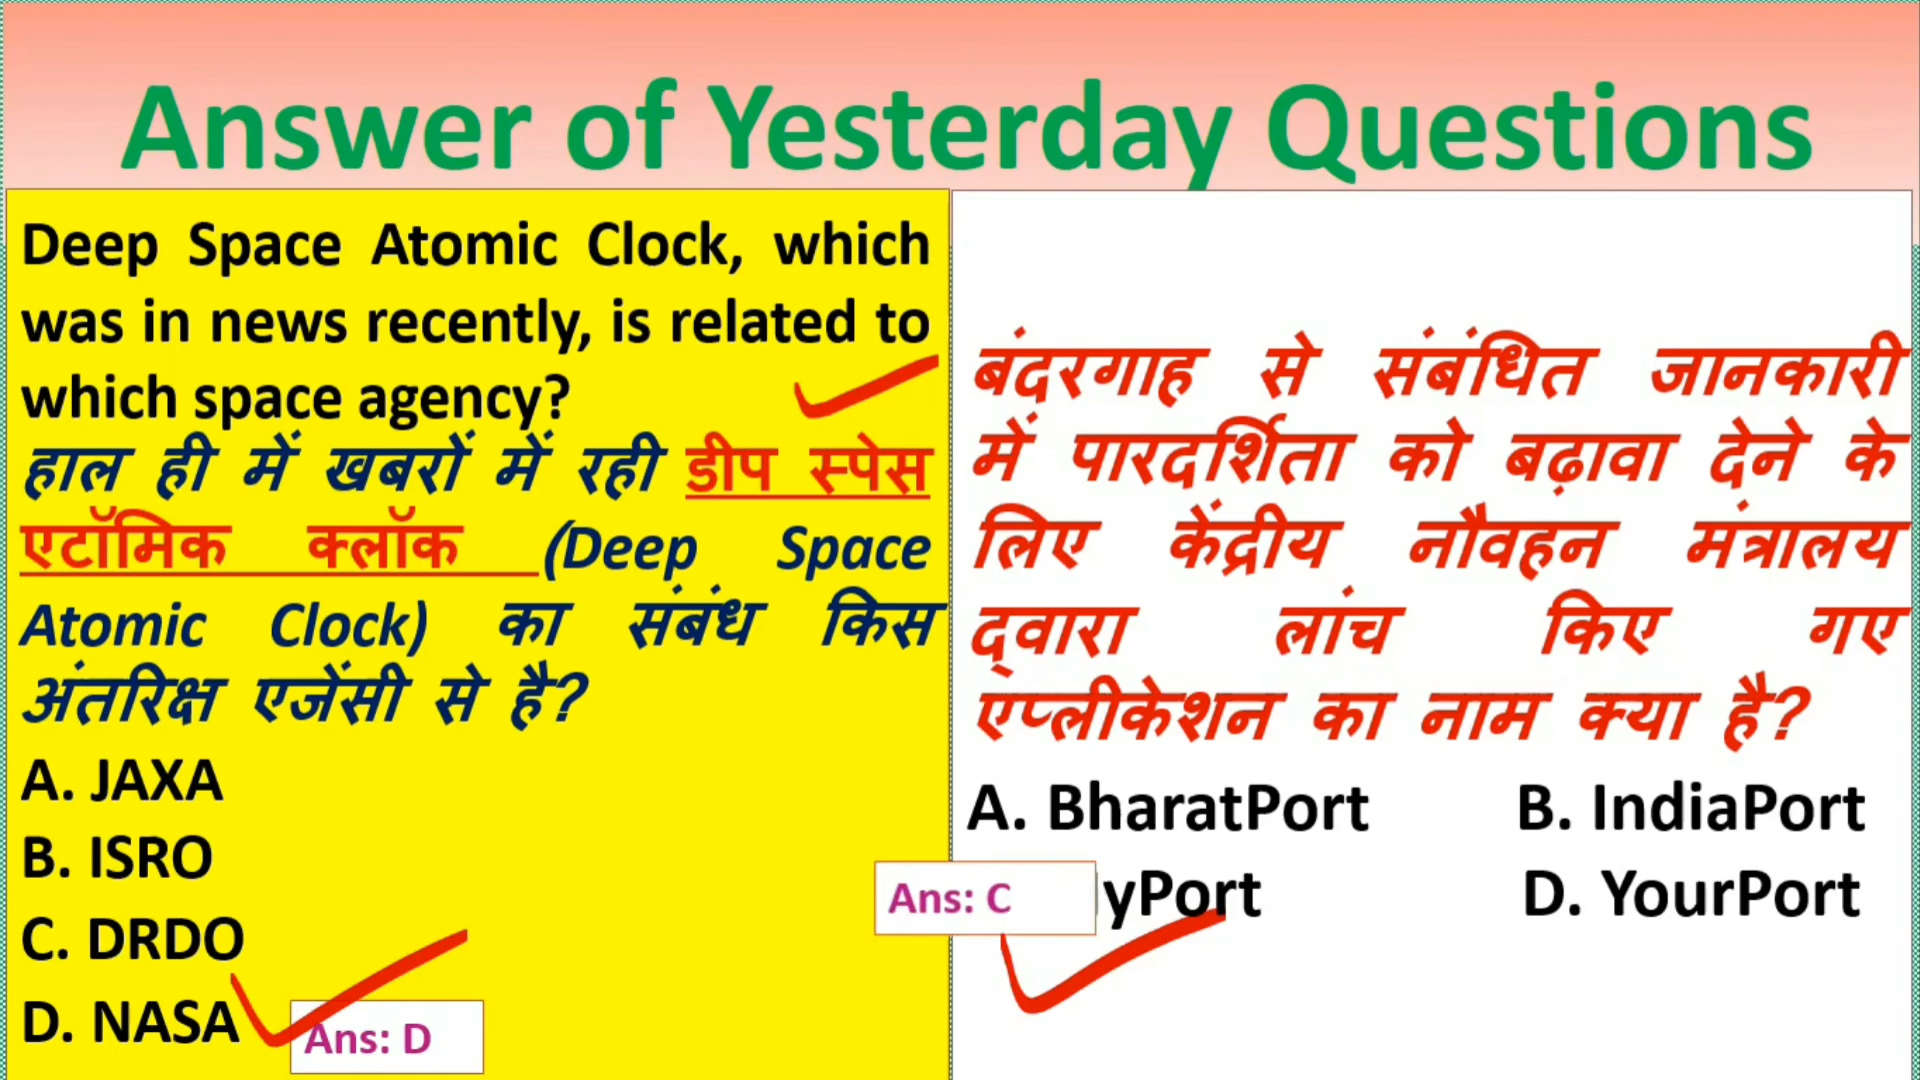 Answer of Yesterday Questions
Deep Space Atomic Clock, which
was in news recently, is related to
which space agency?
हाल ही में खबरों में रही डीप स्पेस
एटॉमिक क्लॉक (Deep Space
Atomic Clock) का संबंध किस
अंतरिक्ष एजेंसी से है?
A. JAXA
B. ISRO
C. DRDO
D. NASA
Ans: D
बंदरगाह से संबंधित जानकारी
में पारदर्शिता को बढ़ावा देने के
लिए केंद्रीय नौवहन मंत्रालय
द्वारा लांच किए गए
एप्लीकेशन का नाम क्या है?
A. BharatPort B. IndiaPort
Ans: C yPort D. YourPort